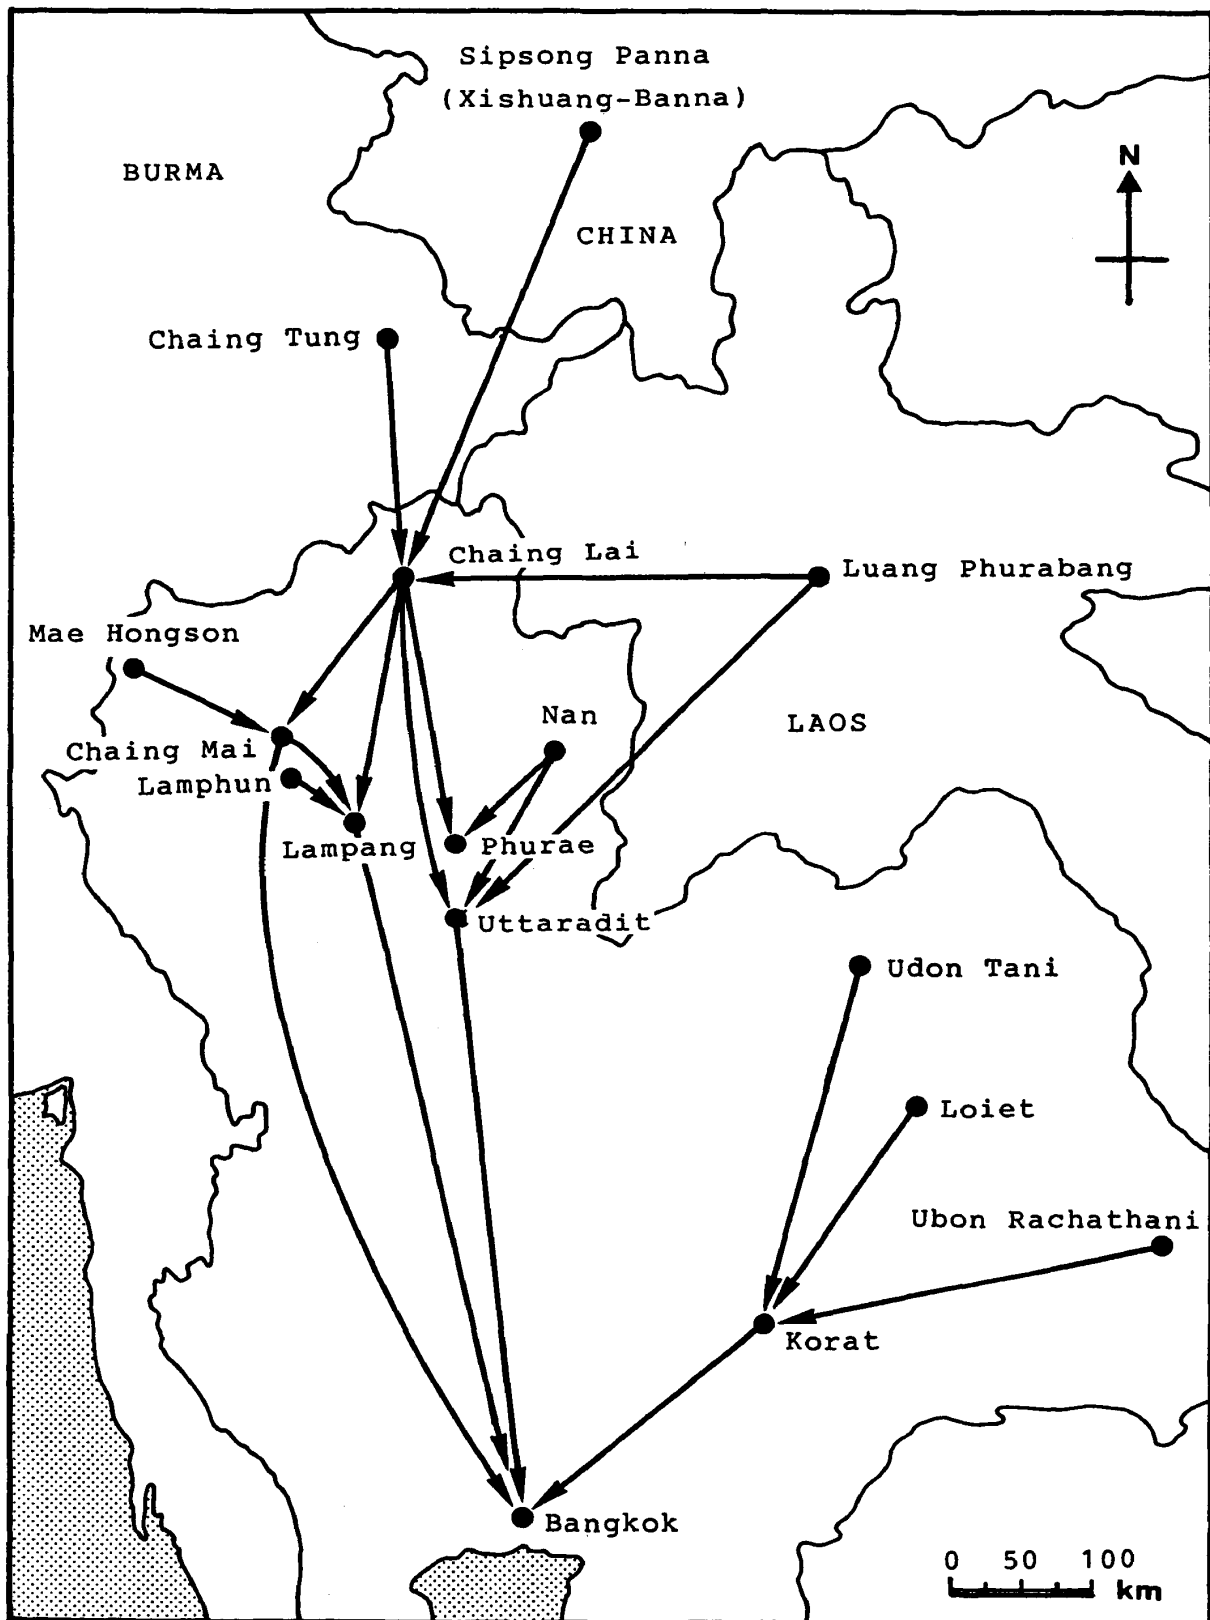 Sipsong Panna
(Xishuang-Banna)
BURMA
N
CHINA
Chaing Tung
Chaing Lai
Luang Phurabang
Mae Hongson
Nan
LAOS
Chaing Mai
Lamphun
Lampang
Phurae
Uttaradit
Udon Tani
Loiet
Ubon Rachathani
Korat
Bangkok
0 50 100
km